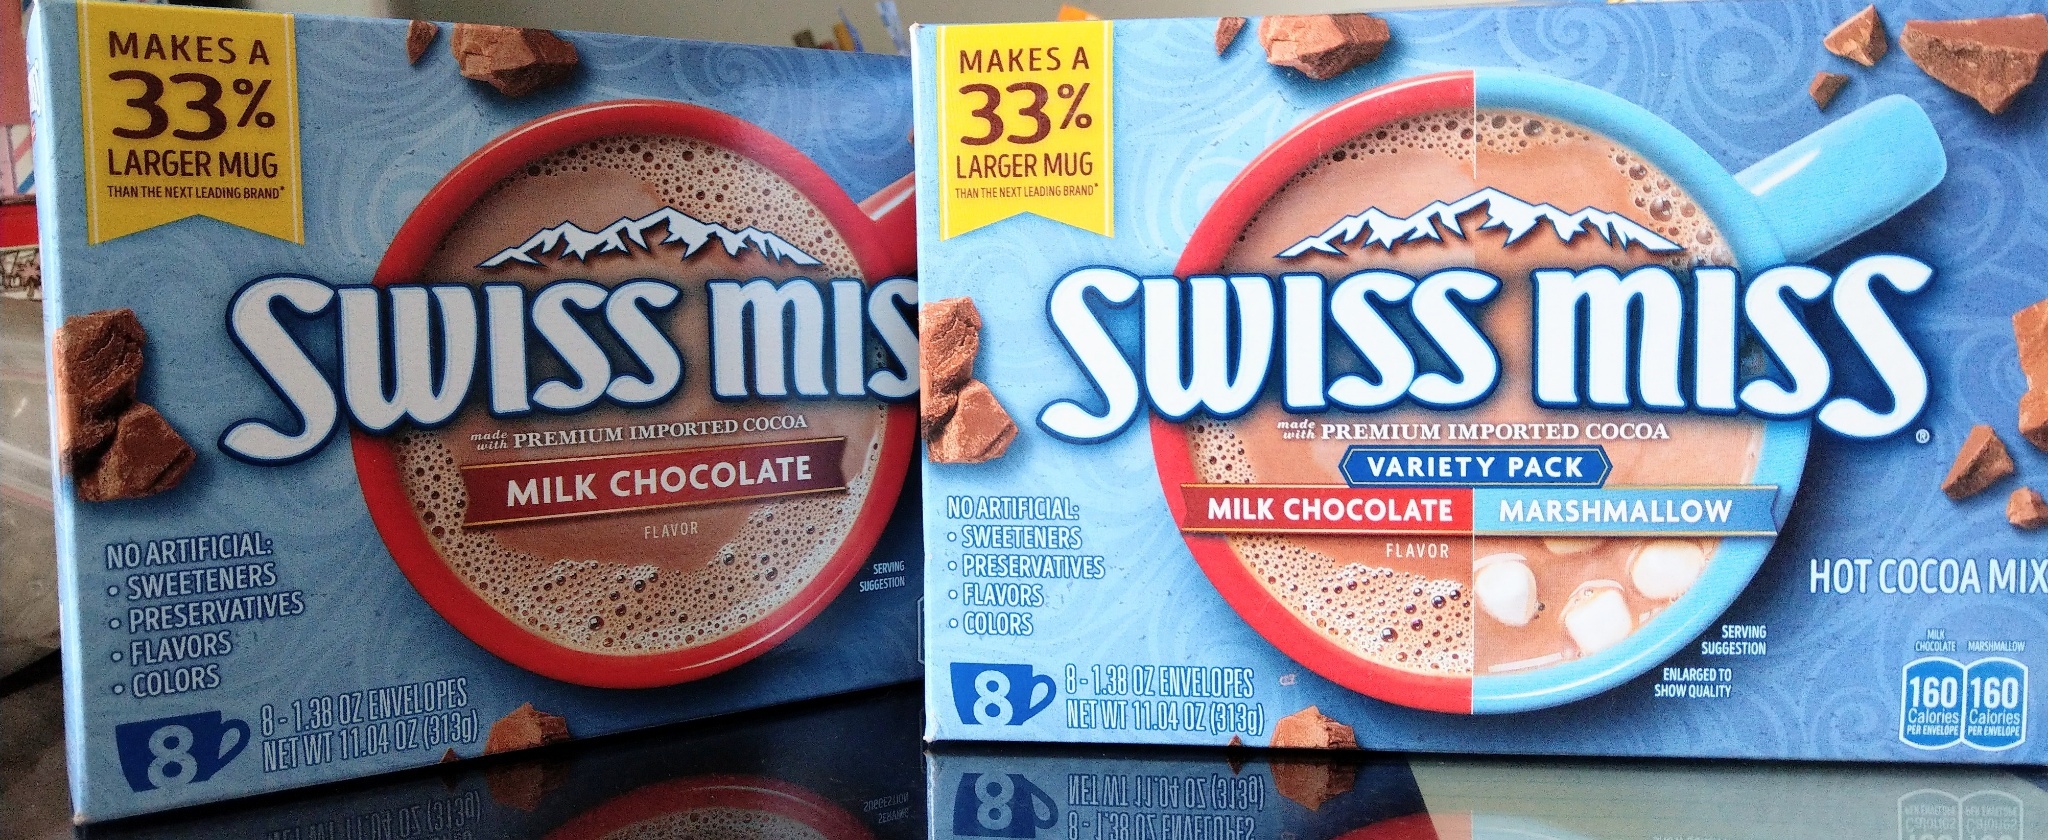 MAKES A
33%
LARGER MUG
THAN THE NEXT LEADING BRAND*
SWISS MIS
made with PREMIUM IMPORTED COCOA
MILK CHOCOLATE
FLAVOR
NO ARTIFICIAL:
• SWEETENERS
• PRESERVATIVES
• FLAVORS
• COLORS
SERVING
SUGGESTION
8
8 - 1.38 OZ ENVELOPES
NET WT 11.04 OZ (313g)
MAKES A
33%
LARGER MUG
THAN THE NEXT LEADING BRAND*
SWISS MISS®
made with PREMIUM IMPORTED COCOA
VARIETY PACK
MILK CHOCOLATE MARSHMALLOW
FLAVOR
NO ARTIFICIAL:
• SWEETENERS
• PRESERVATIVES
• FLAVORS
• COLORS
HOT COCOA MIX
SERVING
SUGGESTION
ENLARGED TO
SHOW QUALITY
8
8 - 1.38 OZ ENVELOPES
NET WT 11.04 OZ (313g)
MILK CHOCOLATE MARSHMALLOW
160 160
Calories Calories
PER ENVELOPE PER ENVELOPE